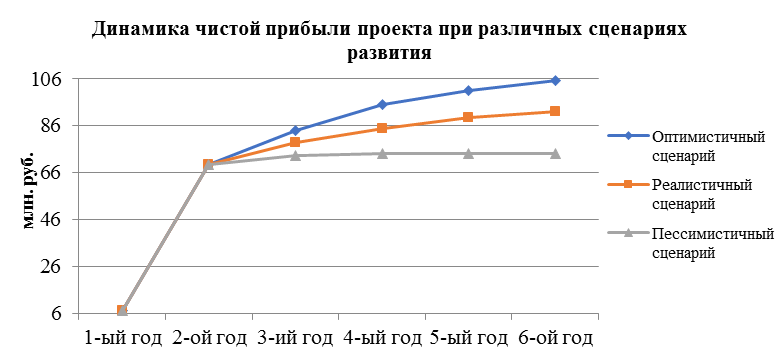 Динамика чистой прибыли проекта при различных сценариях
развития
млн. руб.
106
86
66
46
26
6
1-ый год 2-ой год 3-ий год 4-ый год 5-ый год 6-ой год
Оптимистичный
сценарий
Реалистичный
сценарий
Пессимистичный
сценарий